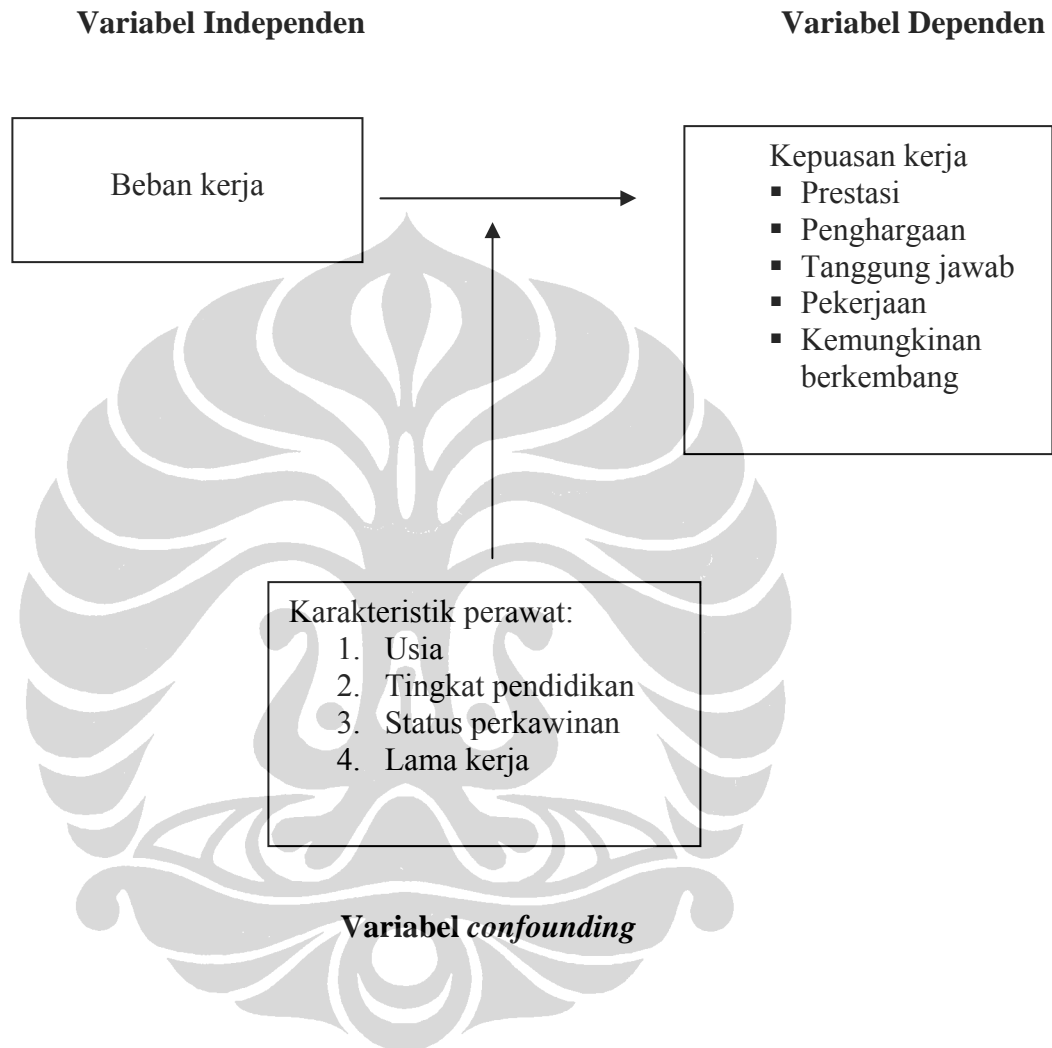 Variabel Independen
Variabel Dependen
Beban kerja
Kepuasan kerja
▪ Prestasi
▪ Penghargaan
▪ Tanggung jawab
▪ Pekerjaan
▪ Kemungkinan
berkembang
Karakteristik perawat:
1. Usia
2. Tingkat pendidikan
3. Status perkawinan
4. Lama kerja
Variabel confounding